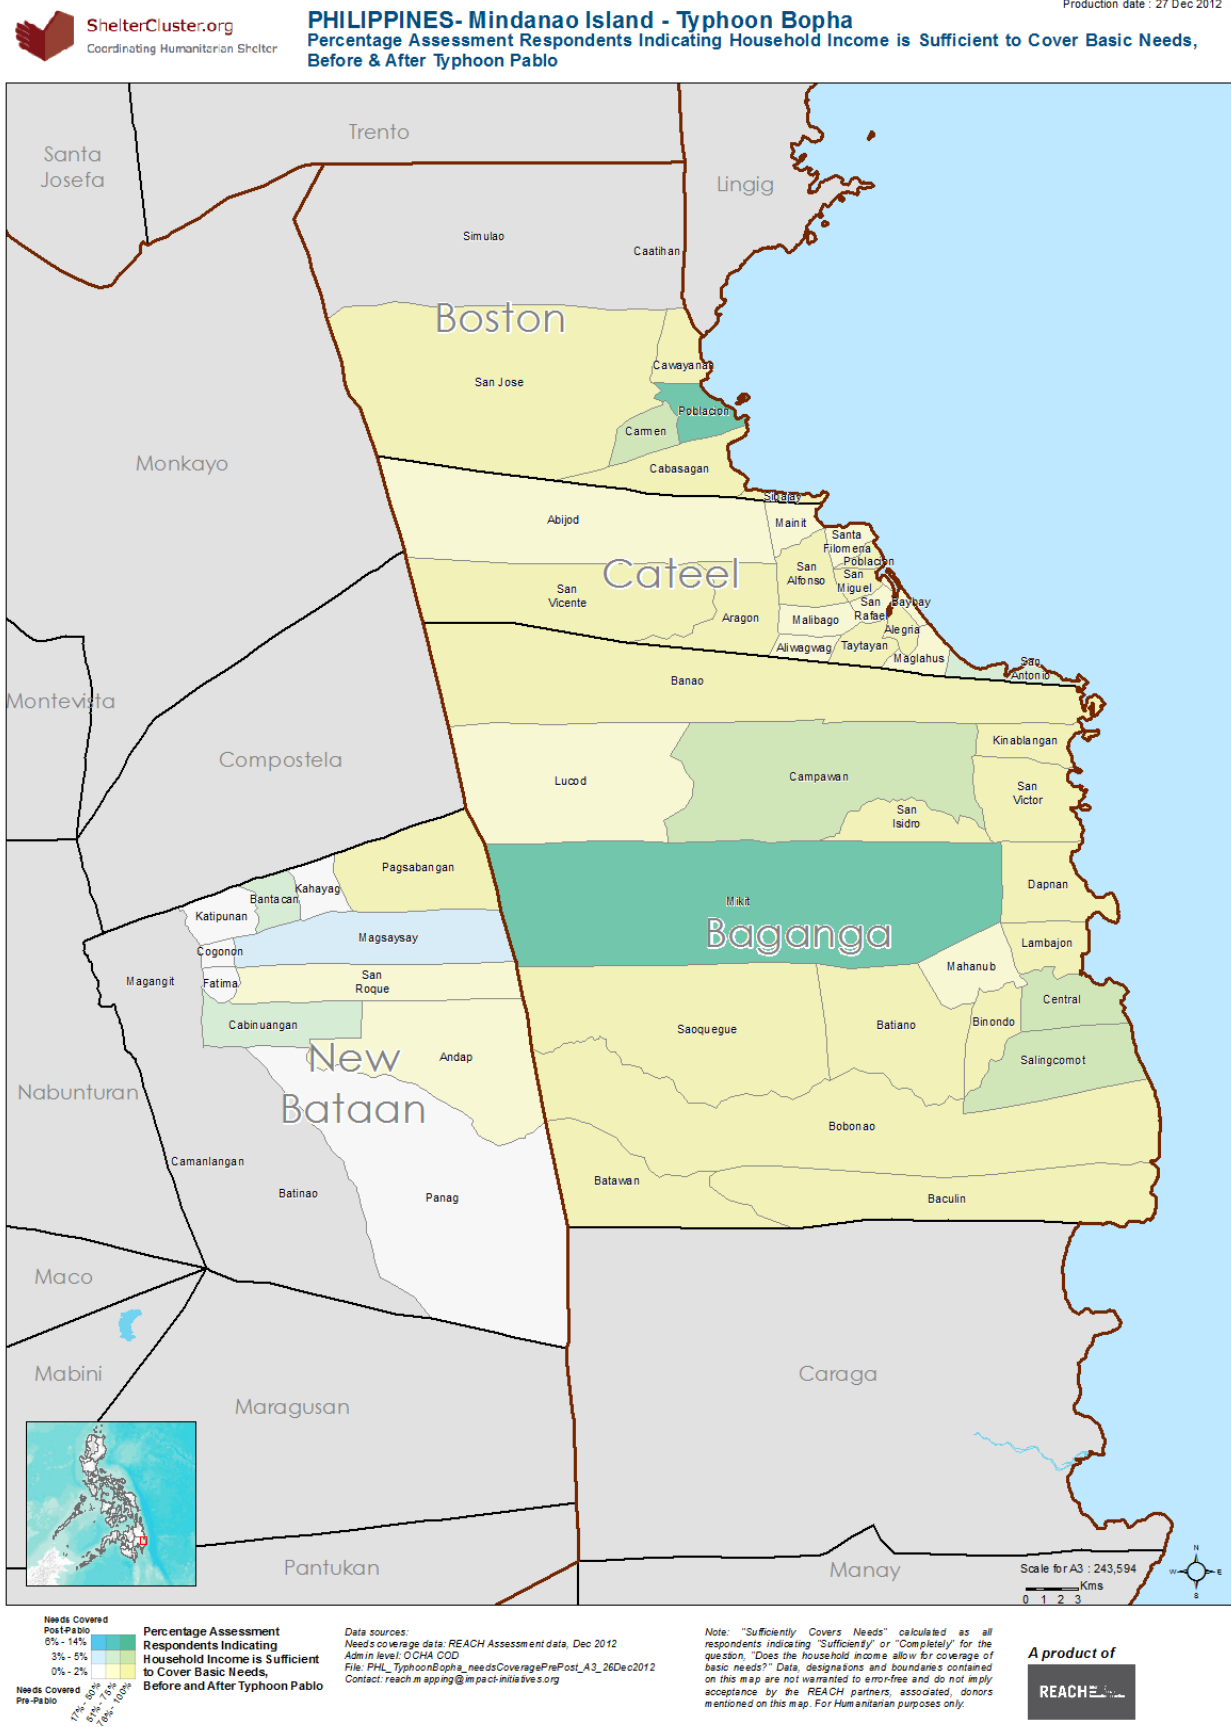 Production date : 27 Dec 2012
ShelterCluster.org
Coordinating Humanitarian Shelter
PHILIPPINES- Mindanao Island - Typhoon Bopha
Percentage Assessment Respondents Indicating Household Income is Sufficient to Cover Basic Needs,
Before & After Typhoon Pablo
Trento
Santa
Josefa
Lingig
Simulao
Caatihan
Boston
Cawayanan
San Jose
Poblacion
Carmen
Monkayo
Cabasagan
Sibajay
Abijod
Mainit
Santa
Filomena
Poblacion
Cateel
San
Alfonso
San
Miguel
San
Vicente
San
Rafael
Baybay
Aragon
Malibago
Alegria
Aliwagwag
Taytayan
Maglahus
San
Antonio
Banao
Montevista
Kinablangan
Compostela
Lucod
Campawan
San
Victor
San
Isidro
Pagsabangan
Dapnan
Kahayag
Bantacan
Mikit
Katipunan
Baganga
Magsaysay
Lambajon
Cogonon
Mahanub
Magangit
Fatima
San
Roque
Central
Cabinuangan
Saoquegue
Batiano
Binondo
New
Bataan
Andap
Salingcomot
Nabunturan
Bobonao
Camanlangan
Batinao
Panag
Batawan
Baculin
Maco
Mabini
Caraga
Maragusan
Pantukan
Manay
Scale for A3 : 243,594
Kms
0 1 2 3
N
W
E
S
Needs Covered
Post-Pablo
6% - 14%
3% - 5%
0% - 2%
Needs Covered
Pre-Pablo
17% - 50%
51% - 75%
76% - 100%
Percentage Assessment
Respondents Indicating
Household Income is Sufficient
to Cover Basic Needs,
Before and After Typhoon Pablo
Data sources:
Needs coverage data: REACH Assessment data, Dec 2012
Admin level: OCHA COD
File: PHL_TyphoonBopha_needsCoveragePrePost_A3_26Dec2012
Contact: reach.mapping@impact-initiatives.org
Note: "Sufficiently Covers Needs" calculated as all
respondents indicating "Sufficiently" or "Completely" for the
question, "Does the household income allow for coverage of
basic needs?" Data, designations and boundaries contained
on this map are not warranted to error-free and do not imply
acceptance by the REACH partners, associated, donors
mentioned on this map. For Humanitarian purposes only.
A product of
REACH